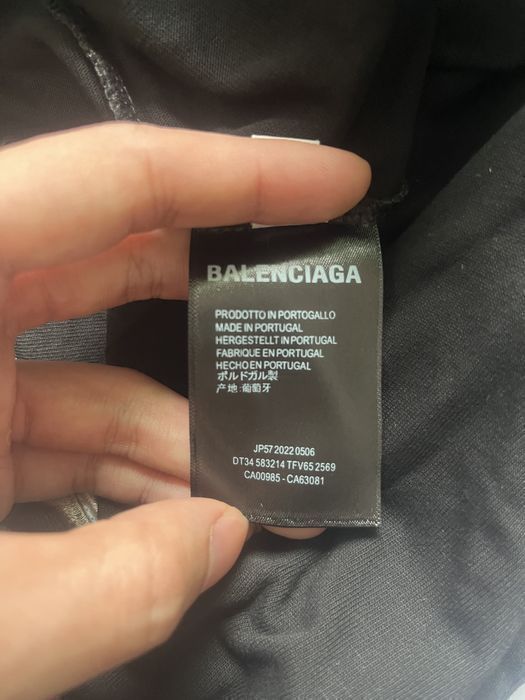 BALENCIAGA
PRODOTTO IN PORTOGALLO
MADE IN PORTUGAL
HERGESTELLT IN PORTUGAL
FABRIQUE EN PORTUGAL
HECHO EN PORTUGAL
ポルドガル製
产地:葡萄牙
JP57 2022 0506
DT34 583214 TFV65 2569
CA00985 - CA63081